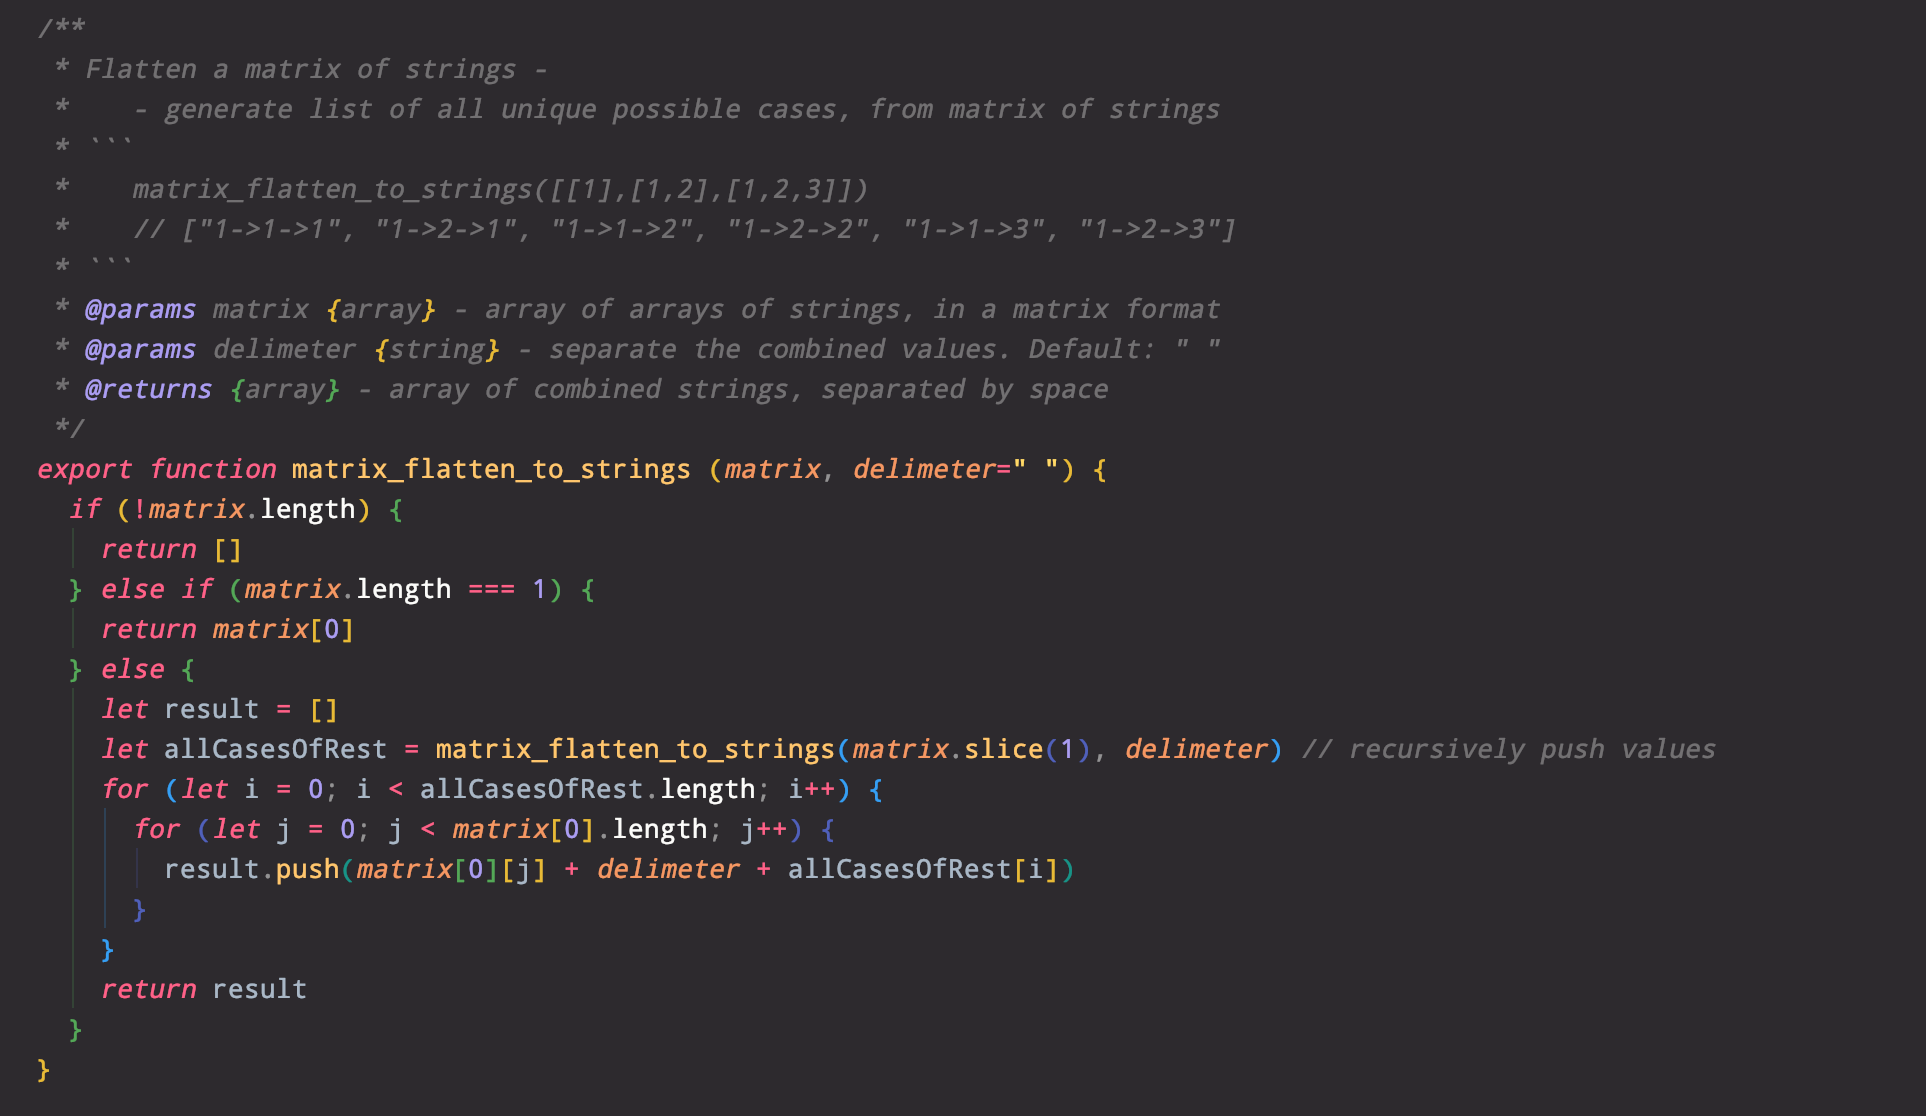 /**
 * Flatten a matrix of strings -
 *    - generate list of all unique possible cases, from matrix of strings
 * ```
 *    matrix_flatten_to_strings([[1],[1,2],[1,2,3]])
 *    // ["1->1->1", "1->2->1", "1->1->2", "1->2->2", "1->1->3", "1->2->3"]
 * ```
 * @params matrix {array} - array of arrays of strings, in a matrix format
 * @params delimeter {string} - separate the combined values. Default: " "
 * @returns {array} - array of combined strings, separated by space
 */
export function matrix_flatten_to_strings (matrix, delimeter=" ") {
  if (!matrix.length) {
    return []
  } else if (matrix.length === 1) {
    return matrix[0]
  } else {
    let result = []
    let allCasesOfRest = matrix_flatten_to_strings(matrix.slice(1), delimeter) // recursively push values
    for (let i = 0; i < allCasesOfRest.length; i++) {
      for (let j = 0; j < matrix[0].length; j++) {
        result.push(matrix[0][j] + delimeter + allCasesOfRest[i])
      }
    }
    return result
  }
}